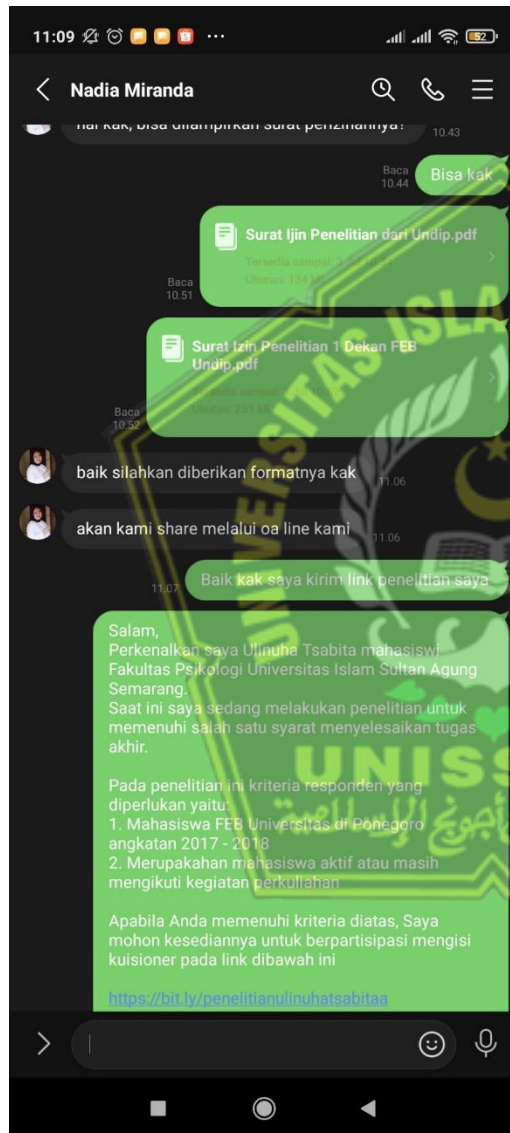 11:09
52
Nadia Miranda
hai kak, bisa dilampirkan surat perizinannya?
10.43
Baca
10.44
Bisa kak
Surat Ijin Penelitian dari Undip.pdf
Baca
10.51
Surat Izin Penelitian 1 Dekan FEB
Undip.pdf
Ukuran: 231 kB
Baca
10.52
baik silahkan diberikan formatnya kak
11.06
akan kami share melalui oa line kami
11.06
11.07
Baik kak saya kirim link penelitian saya
Salam,
Perkenalkan saya Ulinuha Tsabita mahasiswi
Fakultas Psikologi Universitas Islam Sultan Agung
Semarang.
Saat ini saya sedang melakukan penelitian untuk
memenuhi salah satu syarat menyelesaikan tugas
akhir.
Pada penelitian ini kriteria responden yang
diperlukan yaitu:
1. Mahasiswa FEB Universitas di Ponegoro
angkatan 2017 - 2018
2. Merupakahan mahasiswa aktif atau masih
mengikuti kegiatan perkuliahan
Apabila Anda memenuhi kriteria diatas, Saya
mohon kesediannya untuk berpartisipasi mengisi
kuisioner pada link dibawah ini
https://bit.ly/penelitianulinuhatsabitaa
UNIVERSITAS ISLA
UNISS